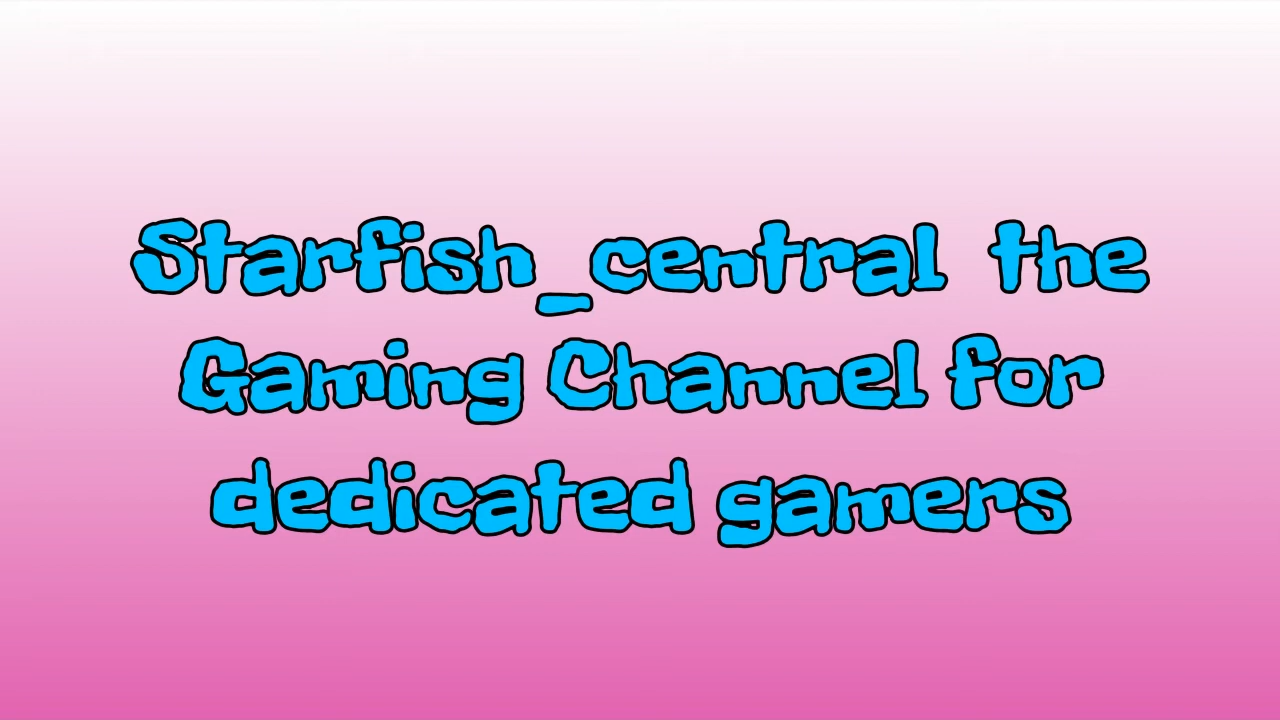 Starfish_central  the
Gaming Channel for
dedicated gamers